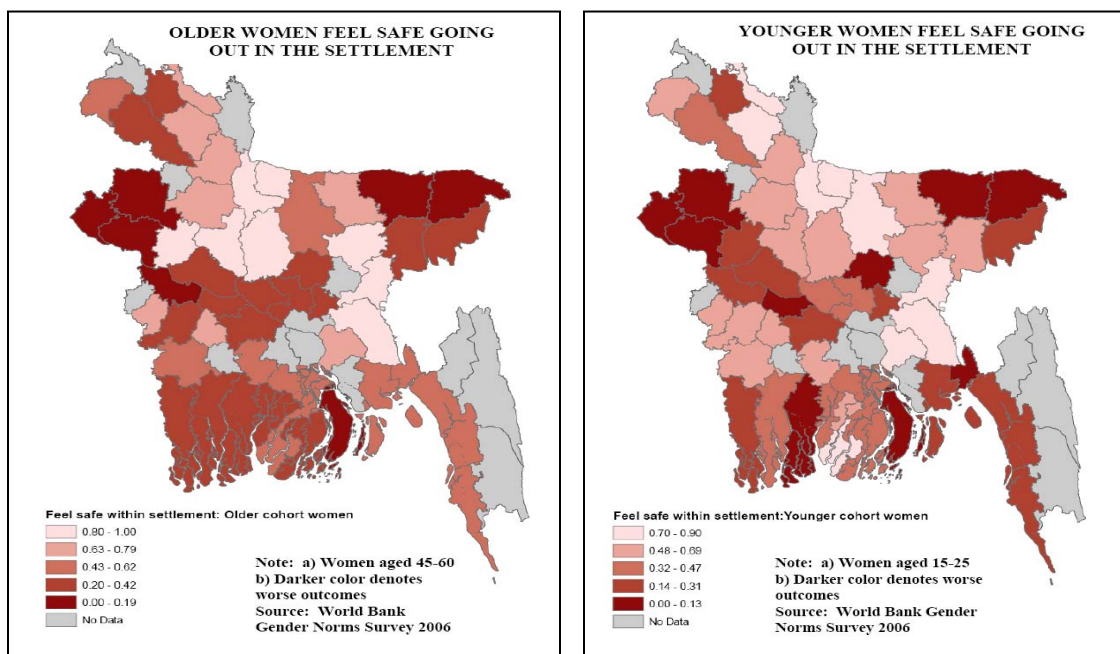 OLDER WOMEN FEEL SAFE GOING
OUT IN THE SETTLEMENT
Feel safe within settlement: Older cohort women
0.80 - 1.00
0.63 - 0.79
0.43 - 0.62
0.20 - 0.42
0.00 - 0.19
No Data
Note: a) Women aged 45-60
b) Darker color denotes
worse outcomes
Source: World Bank
Gender Norms Survey 2006
YOUNGER WOMEN FEEL SAFE GOING
OUT IN THE SETTLEMENT
Feel safe within settlement:Younger cohort women
0.70 - 0.90
0.48 - 0.69
0.32 - 0.47
0.14 - 0.31
0.00 - 0.13
No Data
Note: a) Women aged 15-25
b) Darker color denotes worse
outcomes
Source: World Bank Gender
Norms Survey 2006